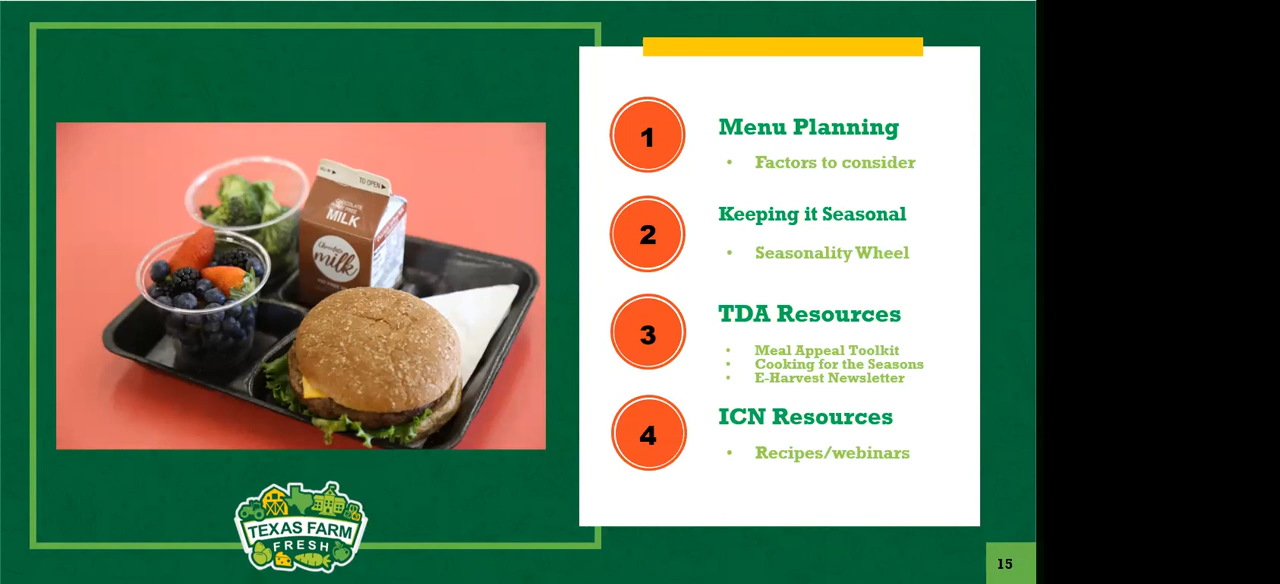 TO OPEN
CHOCOLATE
MILK
Chocolate
milk
TEXAS FARM
FRESH
1
Menu Planning
• Factors to consider
2
Keeping it Seasonal
• Seasonality Wheel
3
TDA Resources
• Meal Appeal Toolkit
• Cooking for the Seasons
• E-Harvest Newsletter
4
ICN Resources
• Recipes/webinars
15